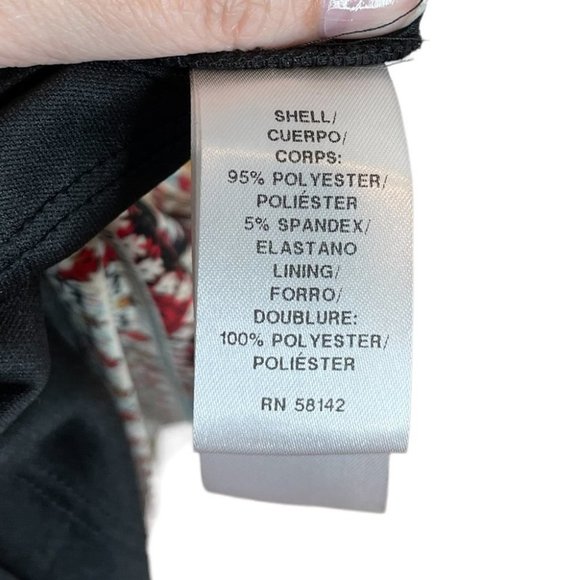 SHELL/
CUERPO/
CORPS:
95% POLYESTER/
POLIÉSTER
5% SPANDEX/
ELASTANO
LINING/
FORRO/
DOUBLURE:
100% POLYESTER/
POLIÉSTER
RN 58142